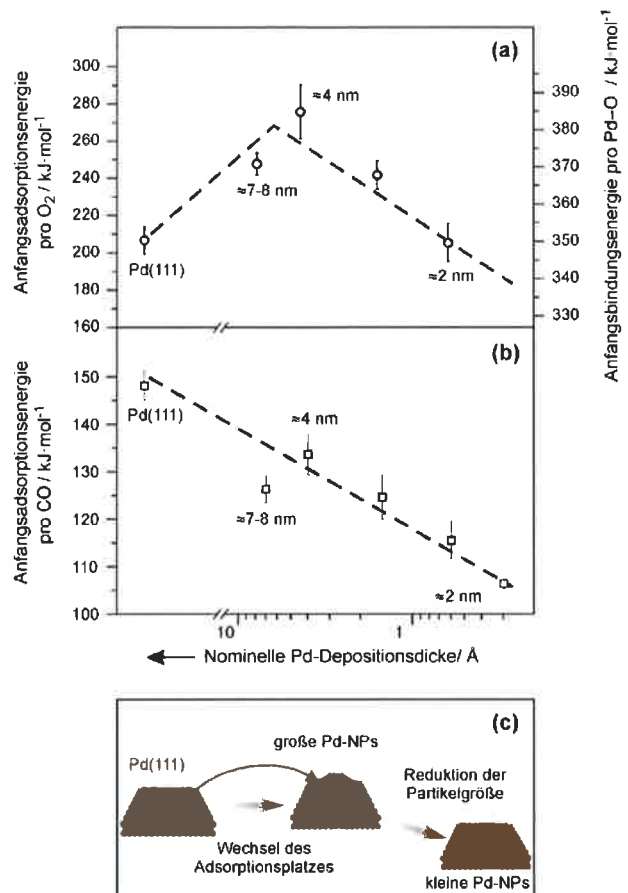 (a)
Anfangsadsorptionsenergie
pro O₂ / kJ·mol⁻¹
300
280
260
240
220
200
180
160
≈4 nm
≈7-8 nm
Pd(111)
≈2 nm
390
380
370
360
350
340
330
Anfangsbindungsenergie pro Pd–O / kJ·mol⁻¹
(b)
Anfangsadsorptionsenergie
pro CO / kJ·mol⁻¹
150
140
130
120
110
100
Pd(111)
≈4 nm
≈7-8 nm
≈2 nm
10
1
Nominelle Pd-Depositionsdicke/ Å
(c)
große Pd-NPs
Pd(111)
Reduktion der
Partikelgröße
Wechsel des
Adsorptionsplatzes
kleine Pd-NPs